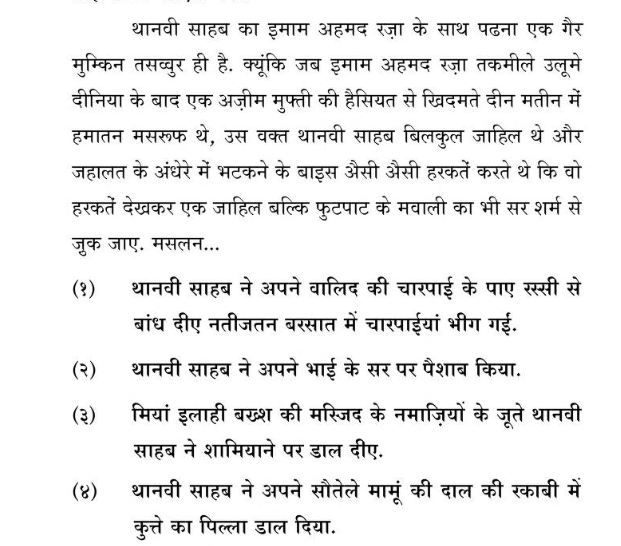 थानवी साहब का इमाम अहमद रज़ा के साथ पढना एक गैर
मुम्किन तसव्वुर ही है. क्यूंकि जब इमाम अहमद रज़ा तकमीले उलूमे
दीनिया के बाद एक अज़ीम मुफ्ती की हैसियत से खिदमते दीन मतीन में
हमातन मसरूफ थे, उस वक्त थानवी साहब बिलकुल जाहिल थे और
जहालत के अंधेरे में भटकने के बाइस अैसी अैसी हरकतें करते थे कि वो
हरकतें देखकर एक जाहिल बल्कि फुटपाट के मवाली का भी सर शर्म से
जुक जाए. मसलन...
(१) थानवी साहब ने अपने वालिद की चारपाई के पाए रस्सी से
बांध दीए नतीजतन बरसात में चारपाईयां भीग गईं.
(२) थानवी साहब ने अपने भाई के सर पर पैशाब किया.
(३) मियां इलाही बख्श की मस्जिद के नमाज़ियों के जूते थानवी
साहब ने शामियाने पर डाल दीए.
(४) थानवी साहब ने अपने सौतेले मामूं की दाल की रकाबी में
कुत्ते का पिल्ला डाल दिया.